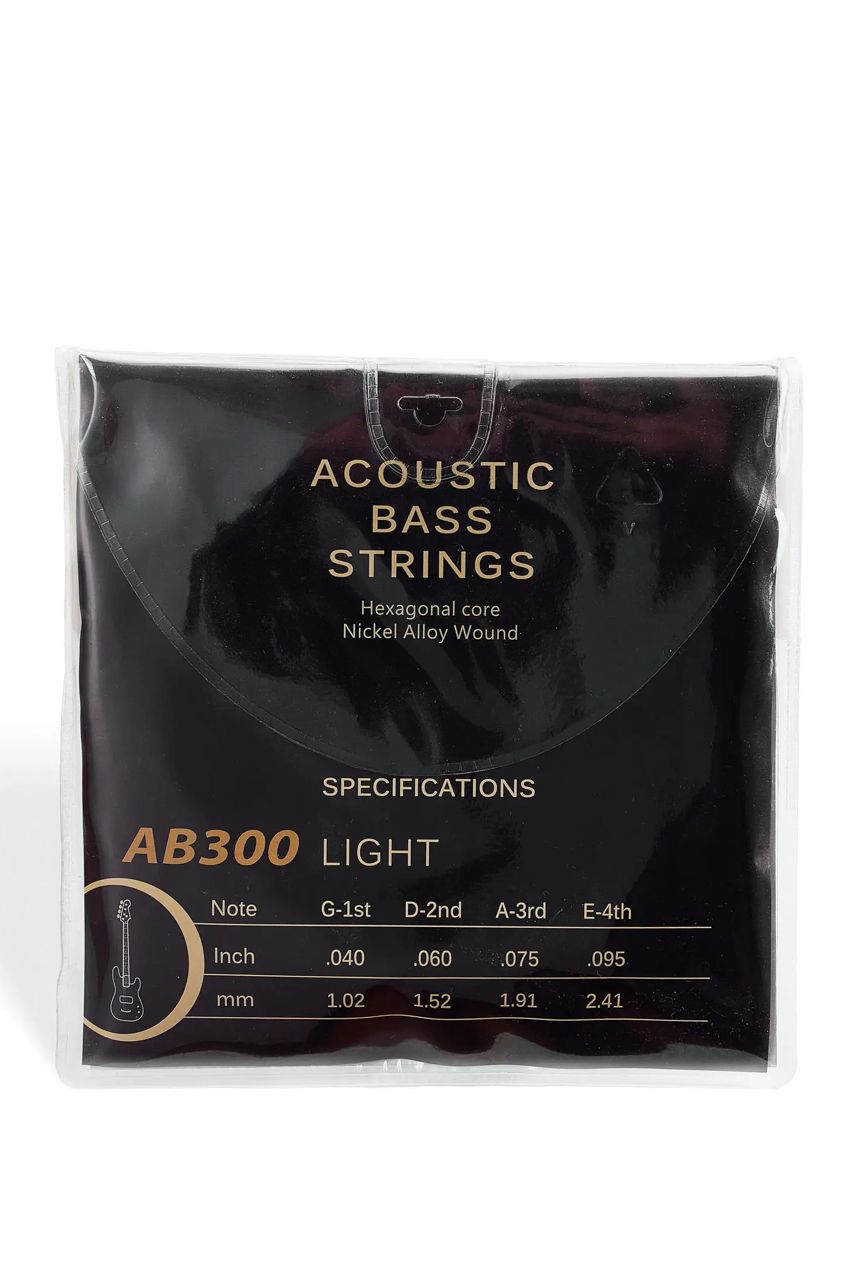 ACOUSTIC
BASS
STRINGS
Hexagonal core
Nickel Alloy Wound
V
SPECIFICATIONS
AB300 LIGHT
Note G-1st D-2nd A-3rd E-4th
Inch .040 .060 .075 .095
mm 1.02 1.52 1.91 2.41